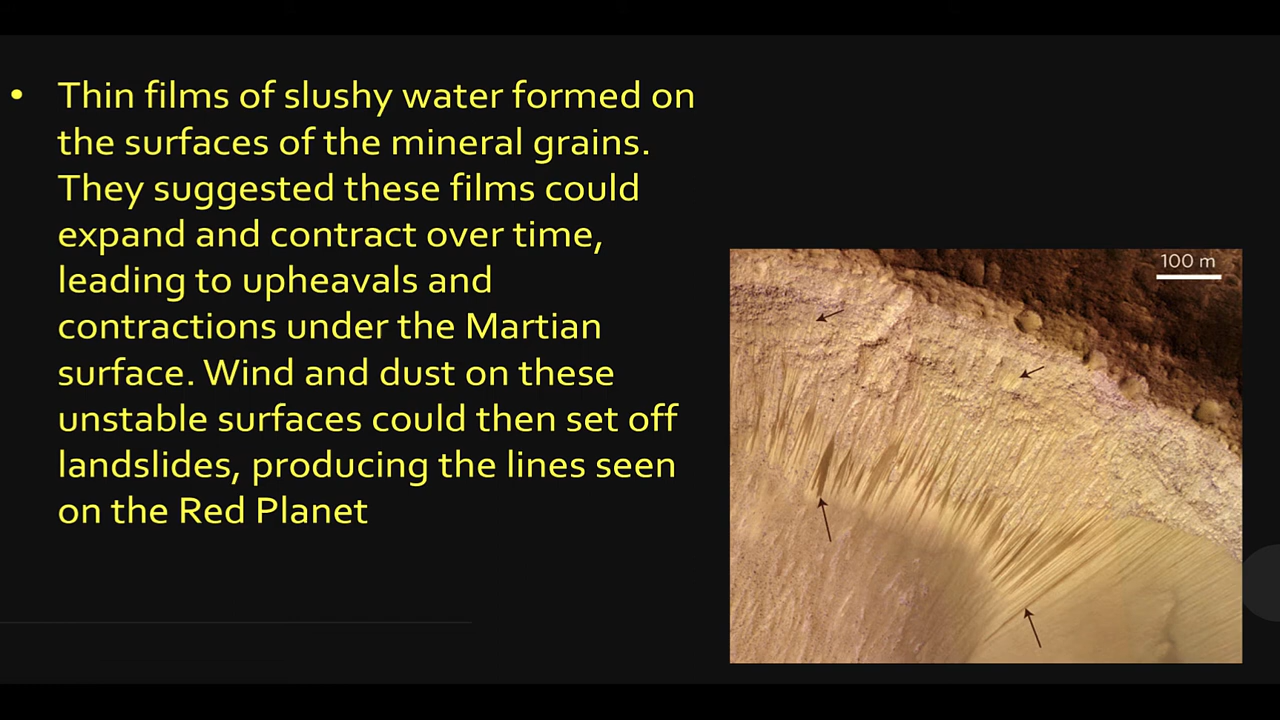 • Thin films of slushy water formed on
the surfaces of the mineral grains.
They suggested these films could
expand and contract over time,
leading to upheavals and
contractions under the Martian
surface. Wind and dust on these
unstable surfaces could then set off
landslides, producing the lines seen
on the Red Planet
100 m